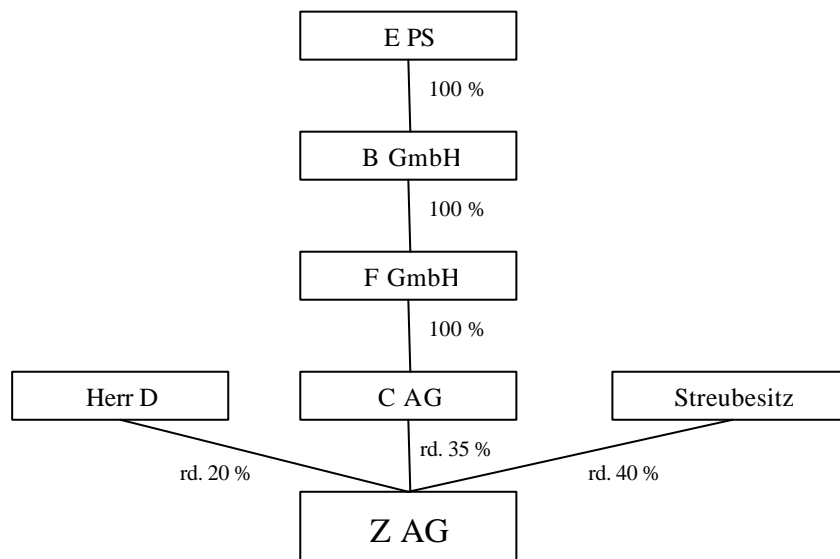 E PS
100 %
B GmbH
100 %
F GmbH
100 %
Herr D
C AG
Streubesitz
rd. 20 %
rd. 35 %
rd. 40 %
Z AG